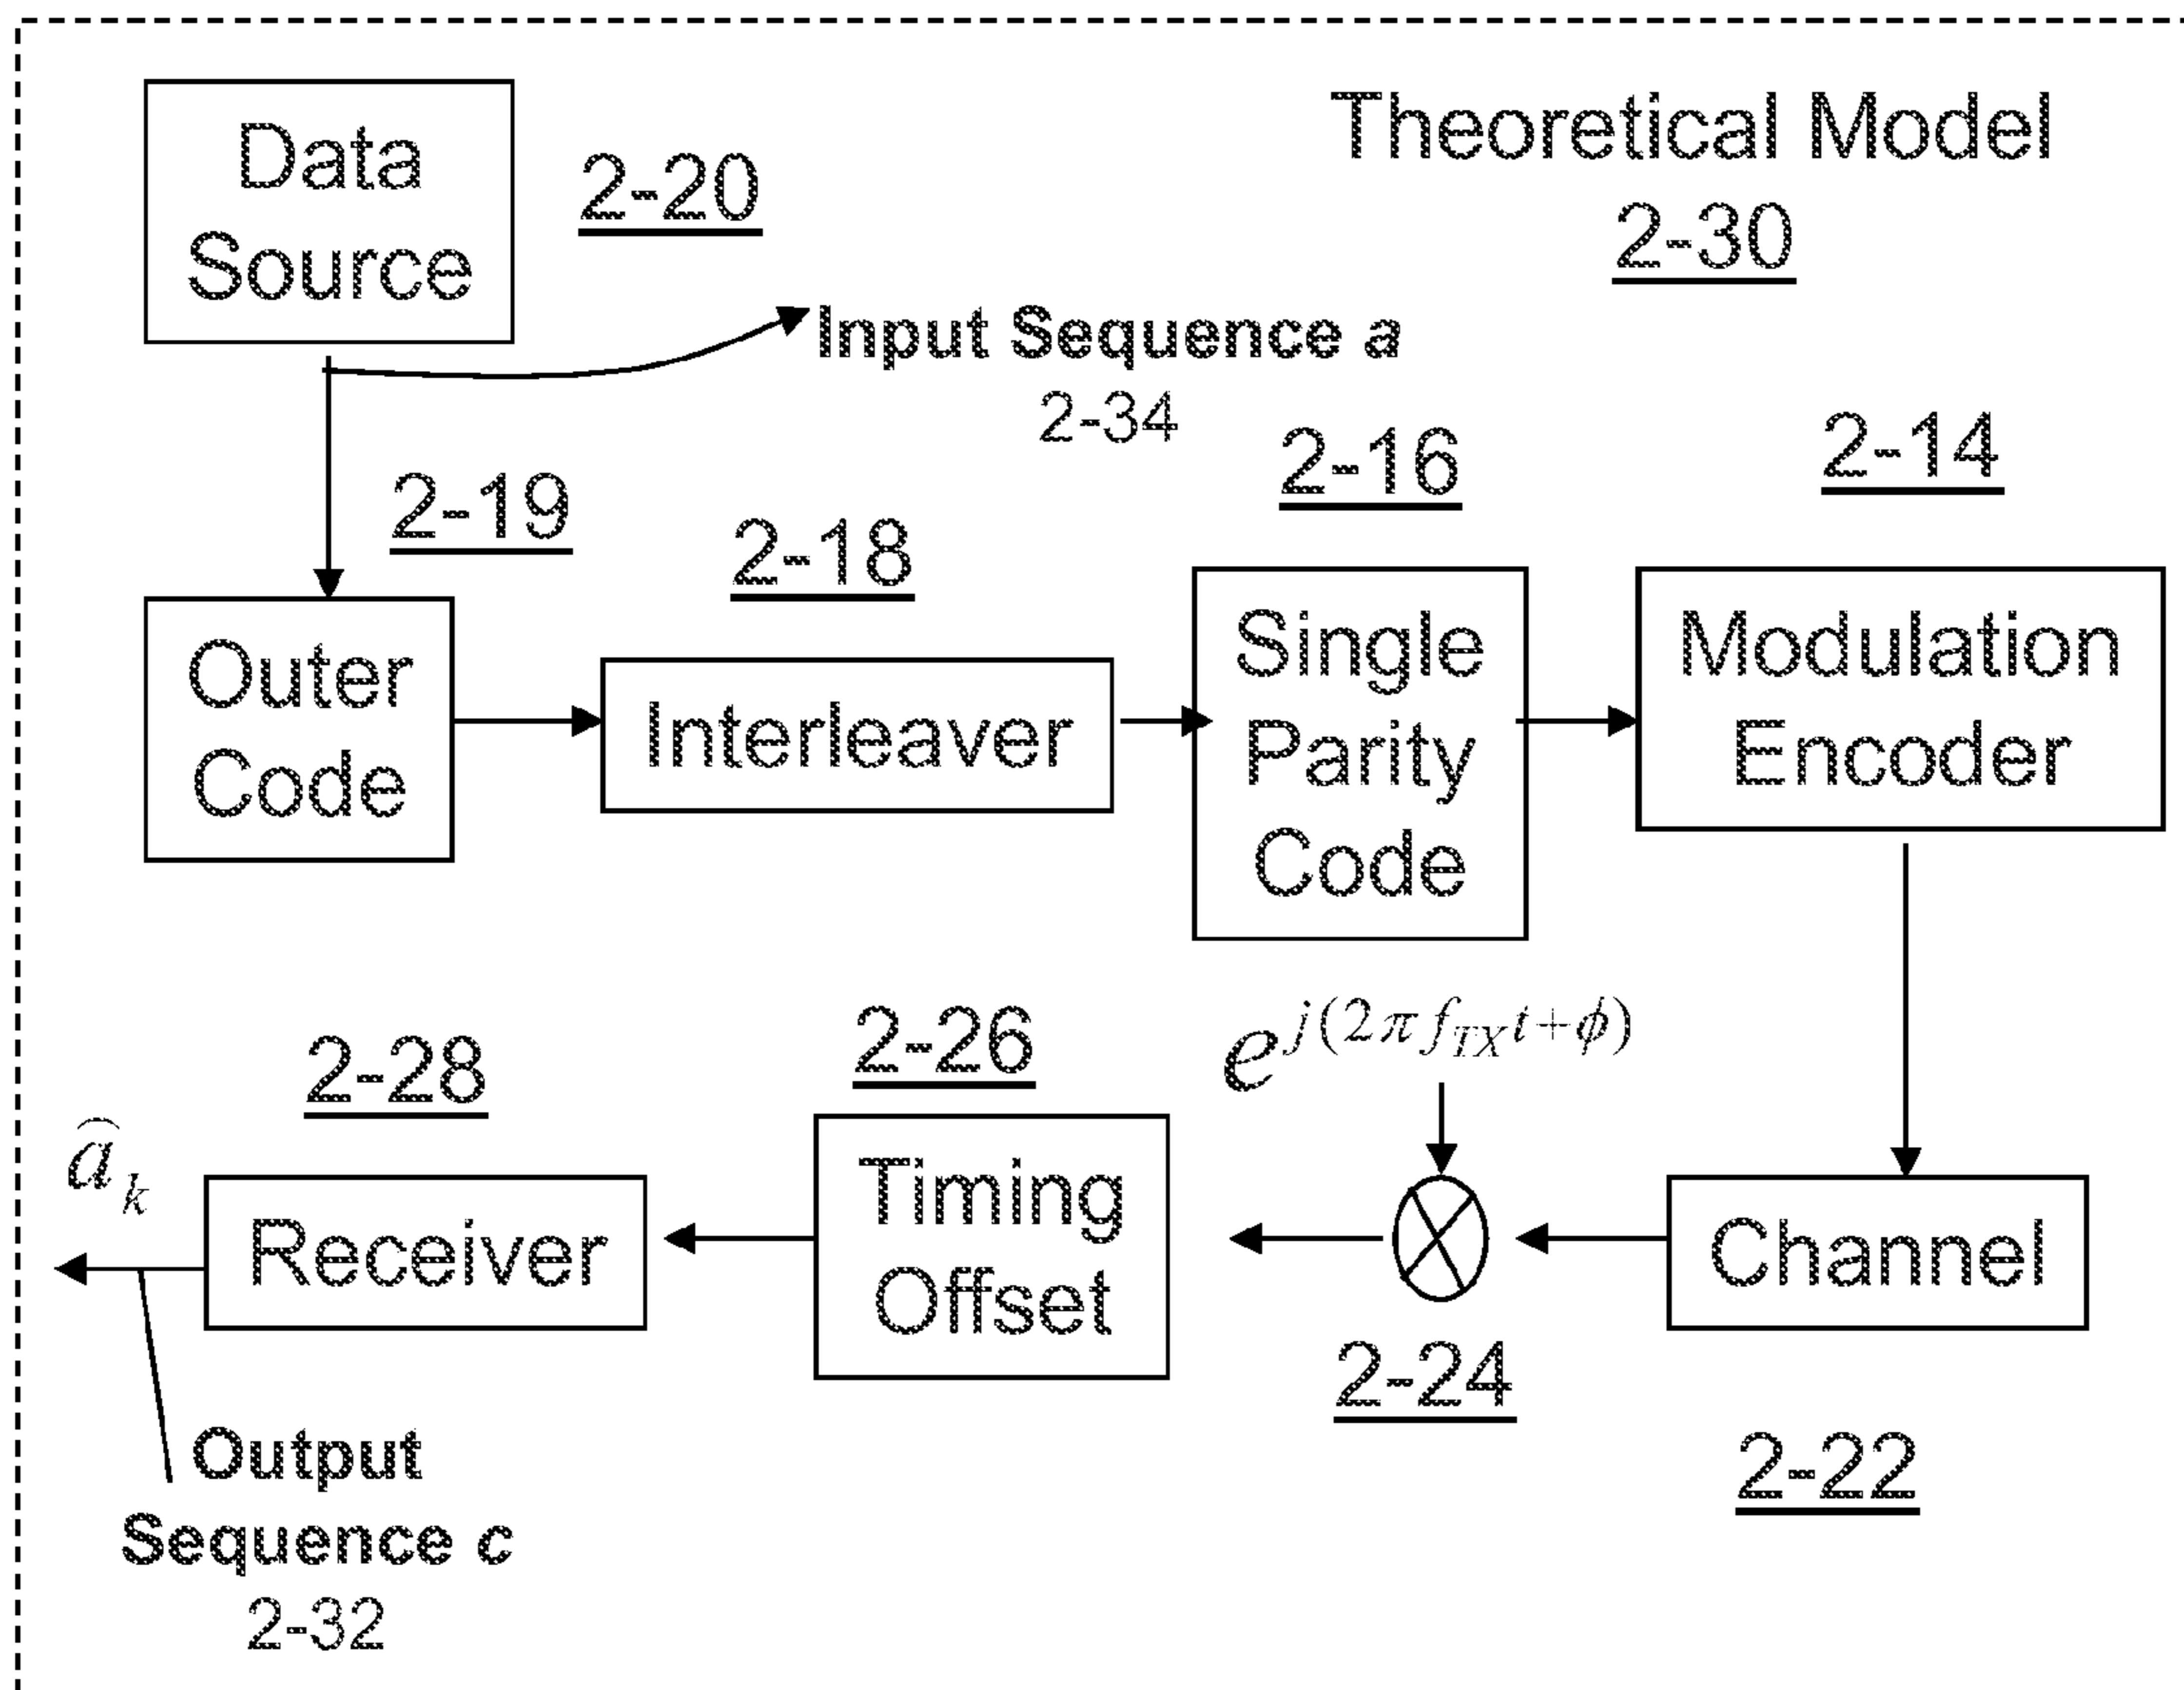 Theoretical Model
2-30
Data
Source
2-20
Input Sequence a
2-34
2-19
Outer
Code
2-18
Interleaver
2-16
Single
Parity
Code
2-14
Modulation
Encoder
Channel
2-22
e^{j(2π f_{TX} t+ϕ)}
2-24
2-26
Timing
Offset
2-28
Receiver
â_k
Output
Sequence c
2-32